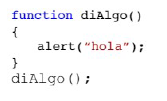 function diAlgo()
{
alert("hola");
}
diAlgo();